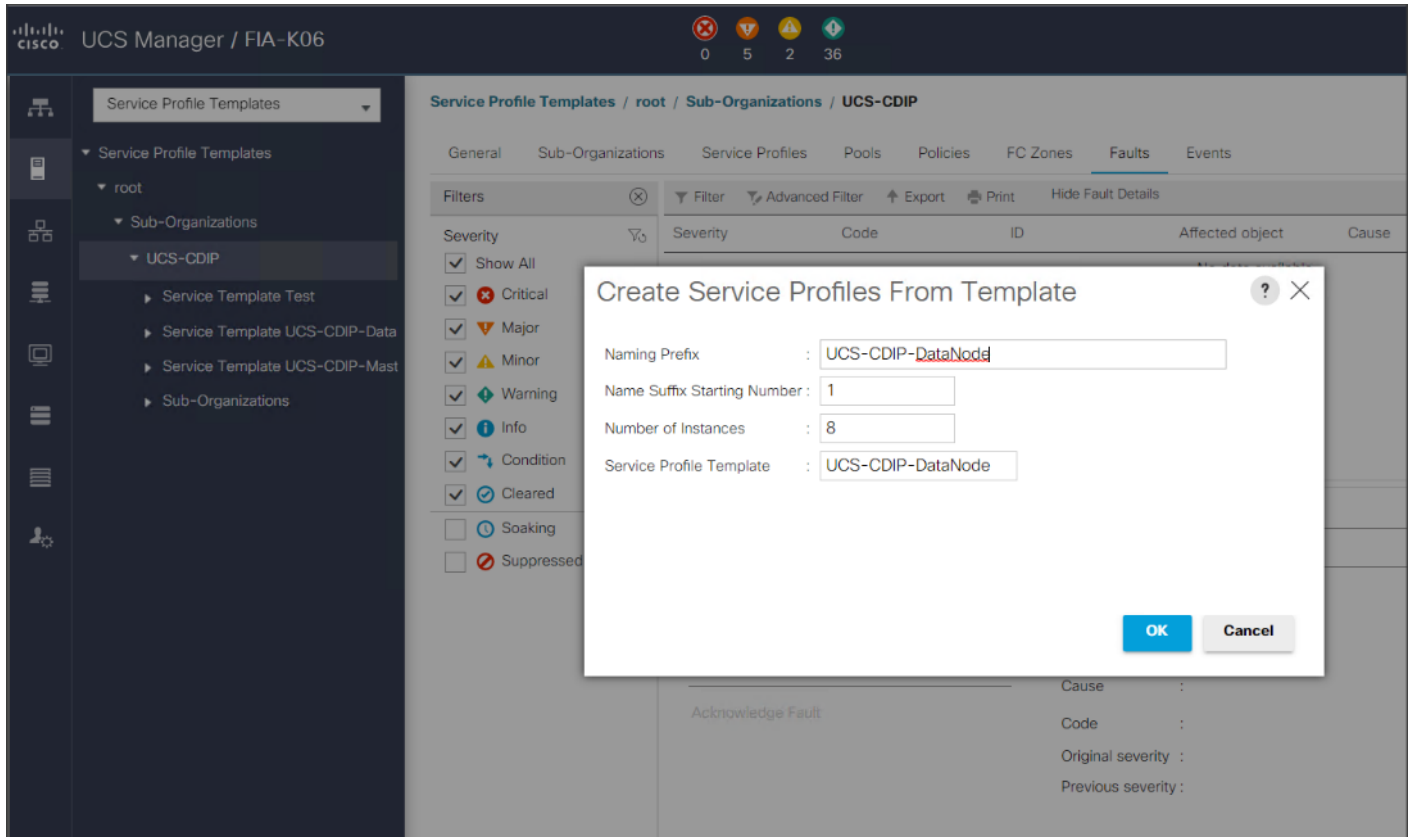 cisco
UCS Manager / FIA-K06
0 5 2 36
Service Profile Templates
Service Profile Templates
root
Sub-Organizations
UCS-CDIP
Service Template Test
Service Template UCS-CDIP-Data
Service Template UCS-CDIP-Mast
Sub-Organizations
Service Profile Templates / root / Sub-Organizations / UCS-CDIP
General Sub-Organizations Service Profiles Pools Policies FC Zones Faults Events
Filters
Filter Advanced Filter Export Print Hide Fault Details
Severity
Severity Code ID Affected object Cause
Show All
Critical
Major
Minor
Warning
Info
Condition
Cleared
Soaking
Suppressed
No data available
Create Service Profiles From Template
?
Naming Prefix : UCS-CDIP-DataNode
Name Suffix Starting Number : 1
Number of Instances : 8
Service Profile Template : UCS-CDIP-DataNode
OK Cancel
Acknowledge Fault
Cause :
Code :
Original severity :
Previous severity :